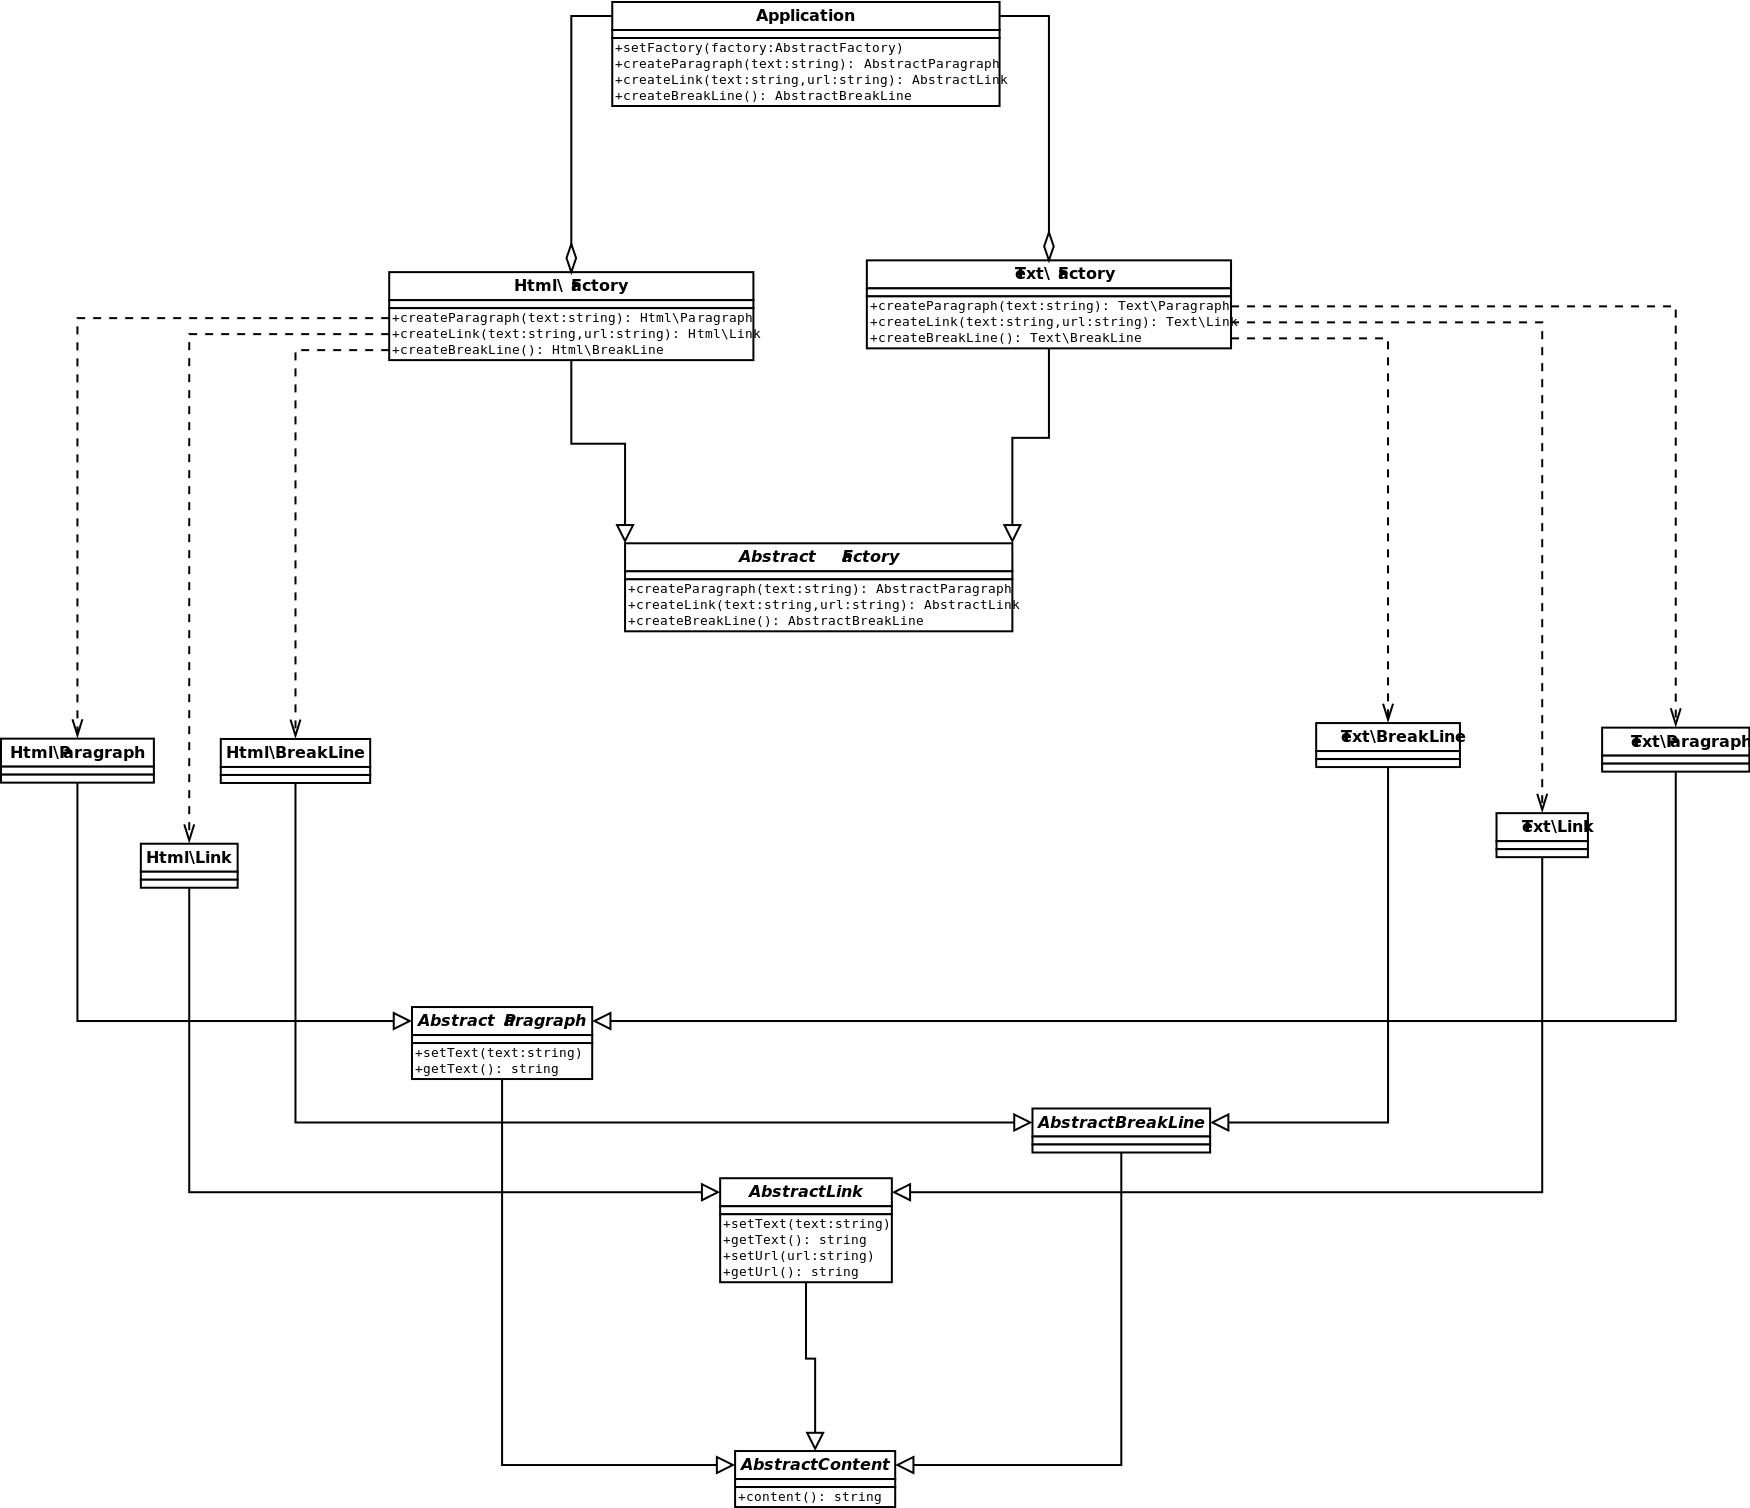 Application
+setFactory(factory:AbstractFactory)
+createParagraph(text:string): AbstractParagraph
+createLink(text:string,url:string): AbstractLink
+createBreakLine(): AbstractBreakLine
Html\Factory
+createParagraph(text:string): Html\Paragraph
+createLink(text:string,url:string): Html\Link
+createBreakLine(): Html\BreakLine
Text\Factory
+createParagraph(text:string): Text\Paragraph
+createLink(text:string,url:string): Text\Link
+createBreakLine(): Text\BreakLine
Abstract Factory
+createParagraph(text:string): AbstractParagraph
+createLink(text:string,url:string): AbstractLink
+createBreakLine(): AbstractBreakLine
Html\Paragraph
Html\BreakLine
Text\BreakLine
Text\Paragraph
Html\Link
Text\Link
Abstract Paragraph
+setText(text:string)
+getText(): string
AbstractBreakLine
AbstractLink
+setText(text:string)
+getText(): string
+setUrl(url:string)
+getUrl(): string
AbstractContent
+content(): string